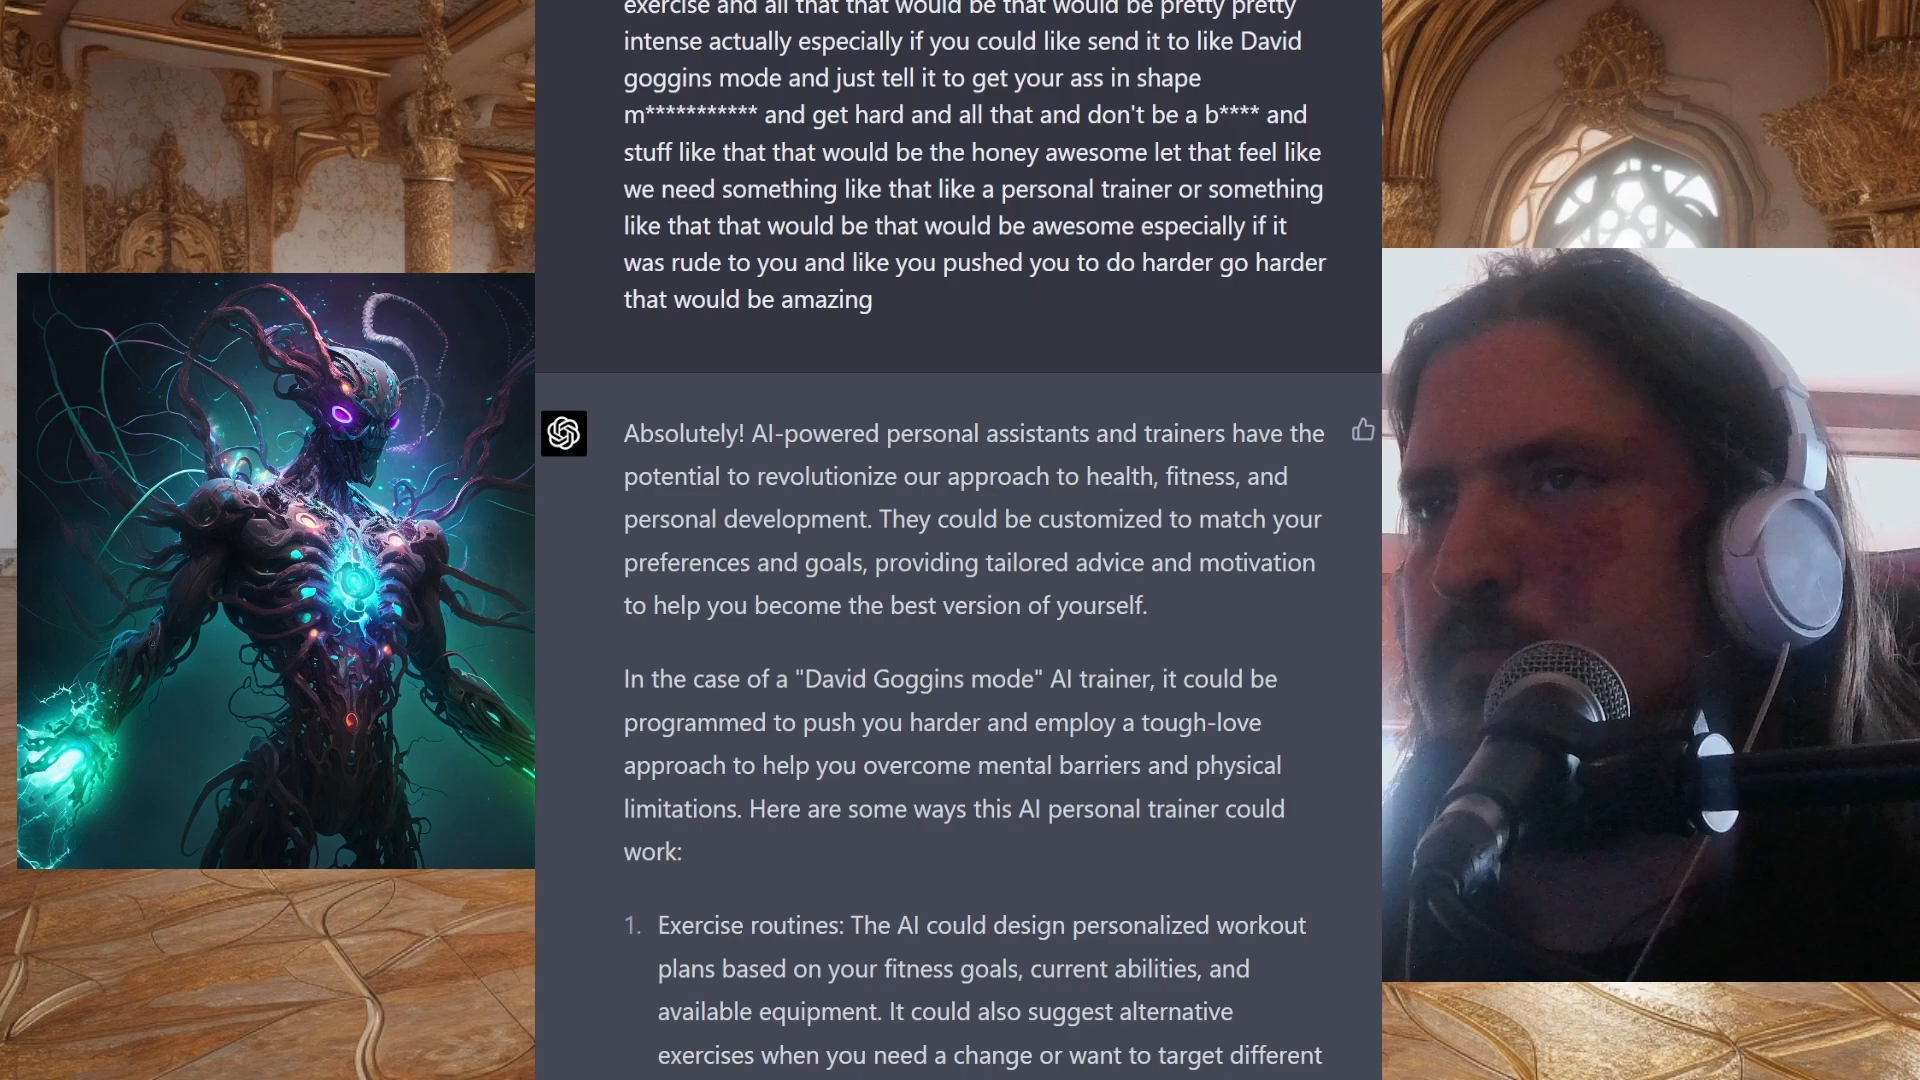 exercise and all that that would be that would be pretty pretty
intense actually especially if you could like send it to like David
goggins mode and just tell it to get your ass in shape
m*********** and get hard and all that and don't be a b**** and
stuff like that that would be the honey awesome let that feel like
we need something like that like a personal trainer or something
like that that would be that would be awesome especially if it
was rude to you and like you pushed you to do harder go harder
that would be amazing
Absolutely! AI-powered personal assistants and trainers have the
potential to revolutionize our approach to health, fitness, and
personal development. They could be customized to match your
preferences and goals, providing tailored advice and motivation
to help you become the best version of yourself.
In the case of a "David Goggins mode" AI trainer, it could be
programmed to push you harder and employ a tough-love
approach to help you overcome mental barriers and physical
limitations. Here are some ways this AI personal trainer could
work:
1. Exercise routines: The AI could design personalized workout
plans based on your fitness goals, current abilities, and
available equipment. It could also suggest alternative
exercises when you need a change or want to target different